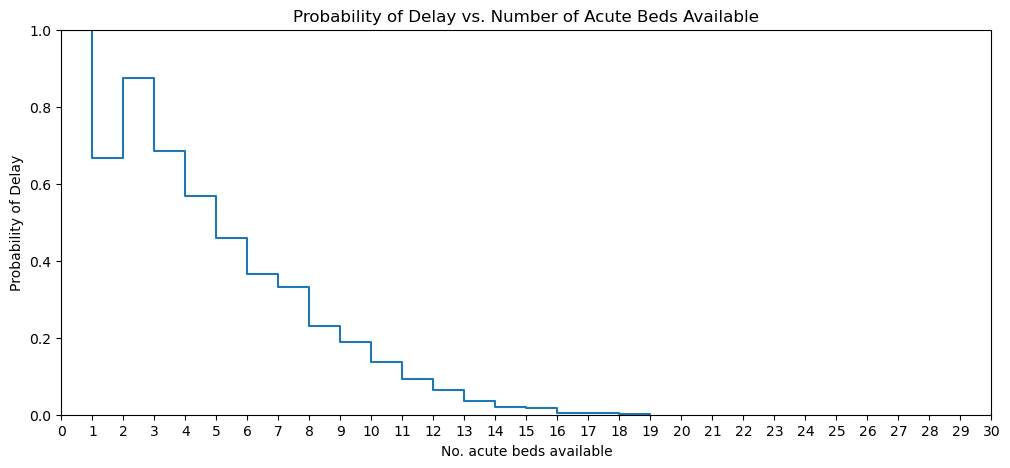 Probability of Delay vs. Number of Acute Beds Available
Probability of Delay
1.0
0.8
0.6
0.4
0.2
0.0
0 1 2 3 4 5 6 7 8 9 10 11 12 13 14 15 16 17 18 19 20 21 22 23 24 25 26 27 28 29 30
No. acute beds available